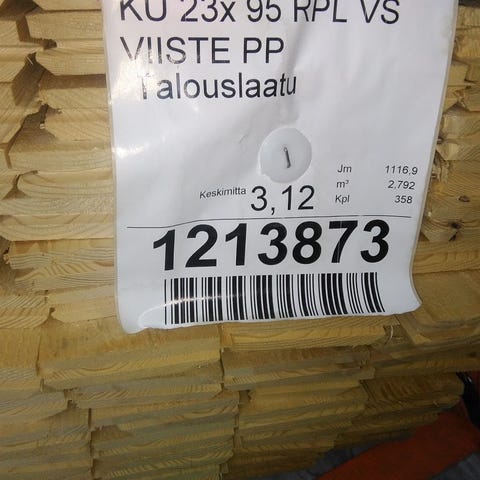 KU 23x 95 RPL VS
VIISTE PP
Talouslaatu
Jm 1116,9
m³ 2,792
Kpl 358
Keskimitta 3,12
1213873